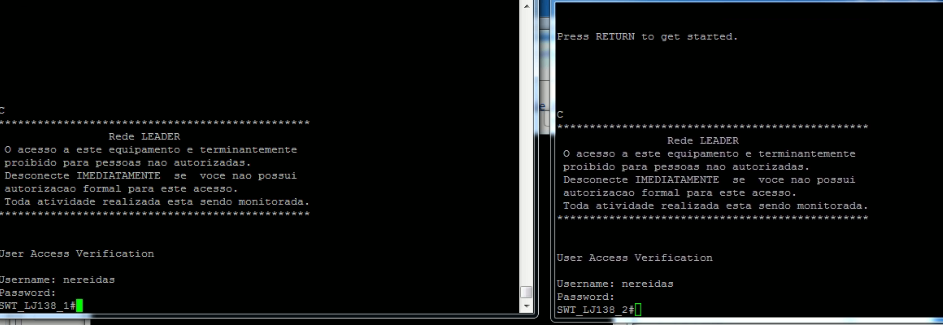 C
**************************************************
Rede LEADER
O acesso a este equipamento e terminantemente
proibido para pessoas nao autorizadas.
Desconecte IMEDIATAMENTE  se  voce nao possui
autorizacao formal para este acesso.
Toda atividade realizada esta sendo monitorada.
**************************************************
User Access Verification
Username: nereidas
Password:
SWT_LJ138_1#
Press RETURN to get started.
C
**************************************************
Rede LEADER
O acesso a este equipamento e terminantemente
proibido para pessoas nao autorizadas.
Desconecte IMEDIATAMENTE  se  voce nao possui
autorizacao formal para este acesso.
Toda atividade realizada esta sendo monitorada.
**************************************************
User Access Verification
Username: nereidas
Password:
SWT_LJ138_2#